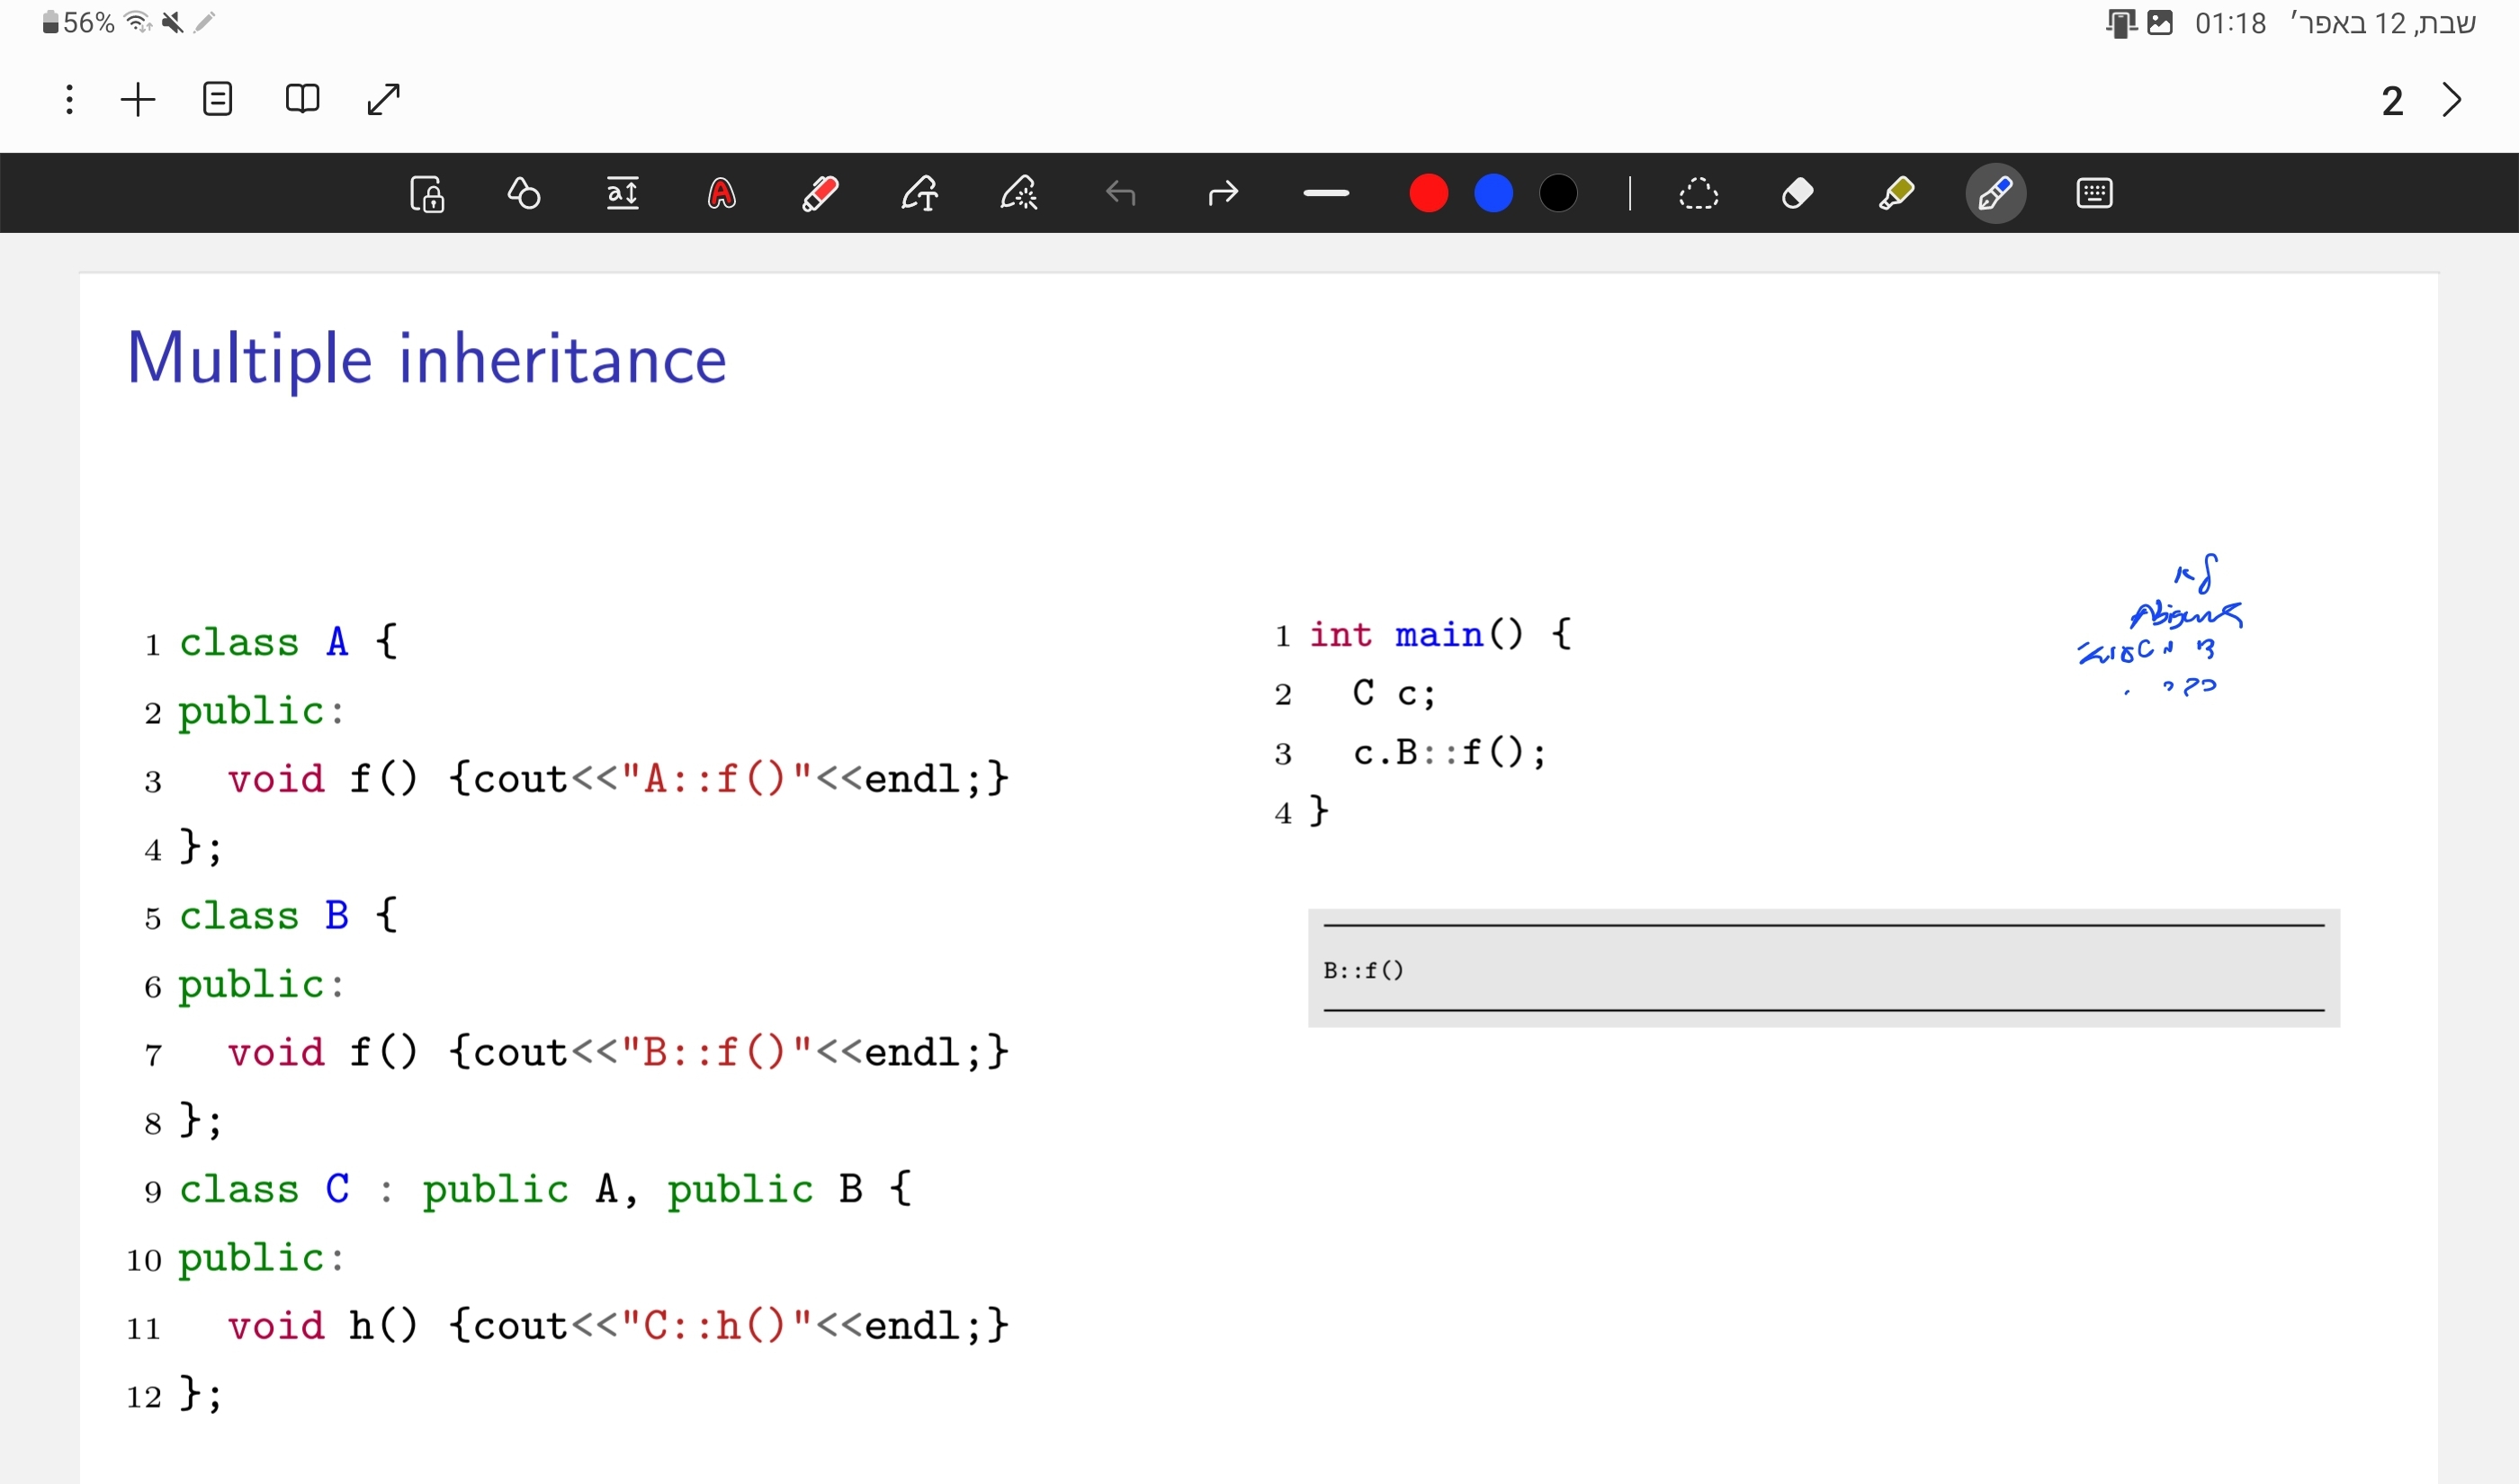 56%
01:18 שבת, 12 באפר׳
2
Multiple inheritance
1 class A {
2 public:
3 void f() {cout<<"A::f()"<<endl;}
4 };
5 class B {
6 public:
7 void f() {cout<<"B::f()"<<endl;}
8 };
9 class C : public A, public B {
10 public:
11 void h() {cout<<"C::h()"<<endl;}
12 };
1 int main() {
2 C c;
3 c.B::f();
4 }
B::f()